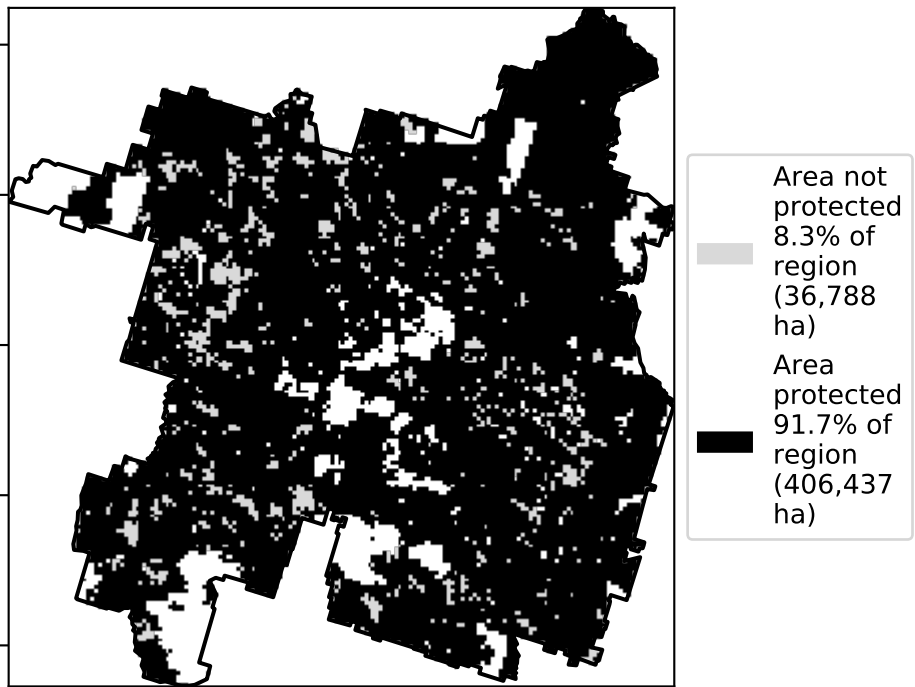 Area not
protected
8.3% of
region
(36,788
ha)
Area
protected
91.7% of
region
(406,437
ha)